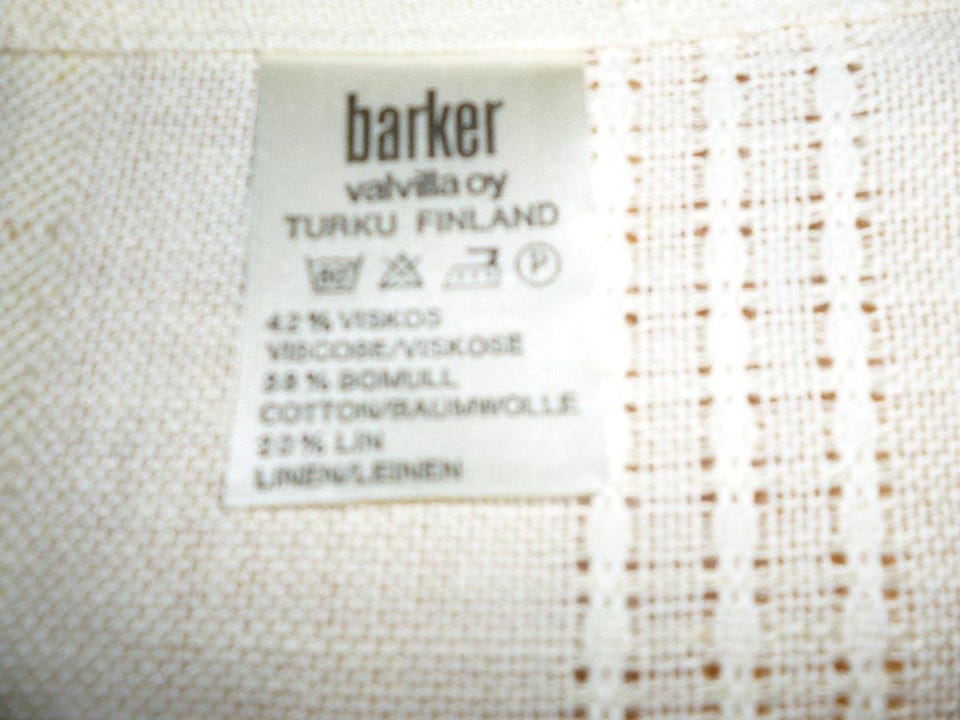 barker
valvilla oy
TURKU FINLAND
P
42 % VISKOS
VISCOSE/VISKOSE
38 % BOMULL
COTTON/BAUMWOLLE
20 % LIN
LINEN/LEINEN